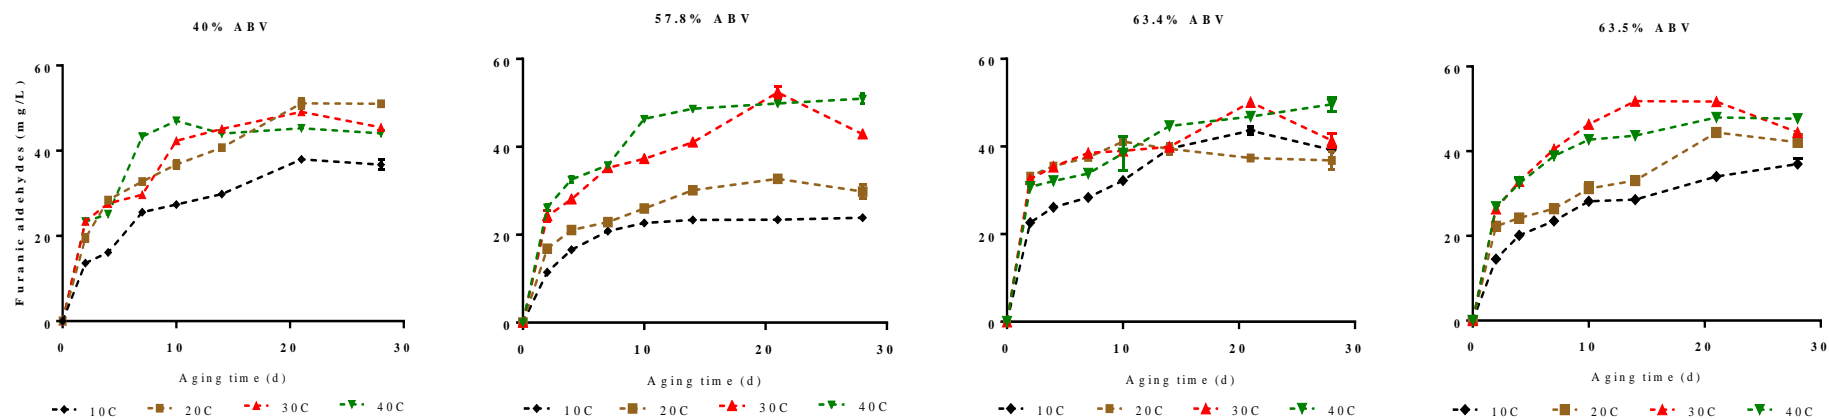 40% ABV
Furanic aldehydes (mg/L)
60
40
20
0
0 10 20 30
Aging time (d)
10C 20C 30C 40C
57.8% ABV
60
40
20
0
0 10 20 30
Aging time (d)
10C 20C 30C 40C
63.4% ABV
60
40
20
0
0 10 20 30
Aging time (d)
10C 20C 30C 40C
63.5% ABV
60
40
20
0
0 10 20 30
Aging time (d)
10C 20C 30C 40C